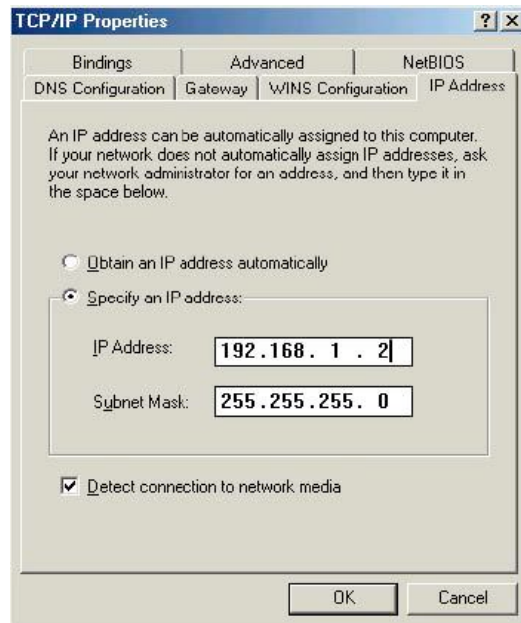 TCP/IP Properties
Bindings Advanced NetBIOS
DNS Configuration Gateway WINS Configuration IP Address
An IP address can be automatically assigned to this computer.
If your network does not automatically assign IP addresses, ask
your network administrator for an address, and then type it in
the space below.
Obtain an IP address automatically
Specify an IP address:
IP Address: 192.168. 1 . 2
Subnet Mask: 255.255.255. 0
Detect connection to network media
OK Cancel